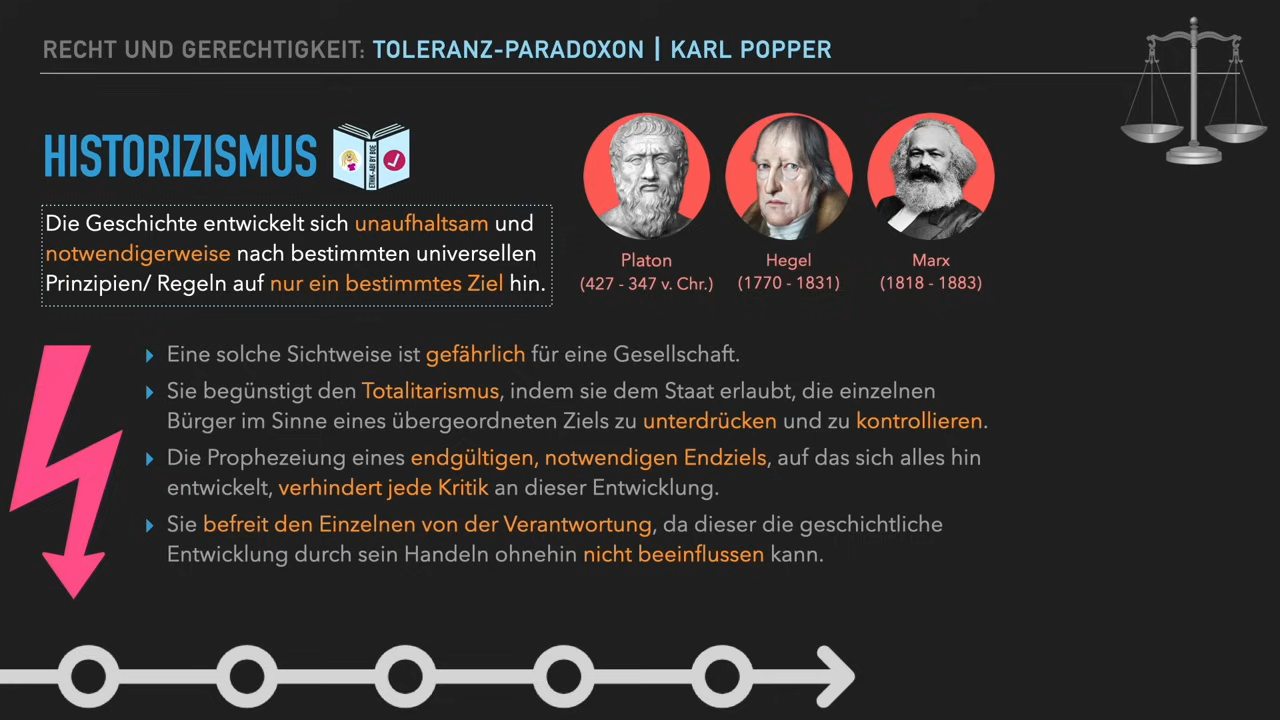 RECHT UND GERECHTIGKEIT: TOLERANZ-PARADOXON | KARL POPPER
HISTORIZISMUS
ETHIK-ABI BY BOE
Die Geschichte entwickelt sich unaufhaltsam und
notwendigerweise nach bestimmten universellen
Prinzipien/ Regeln auf nur ein bestimmtes Ziel hin.
Platon
(427 - 347 v. Chr.)
Hegel
(1770 - 1831)
Marx
(1818 - 1883)
Eine solche Sichtweise ist gefährlich für eine Gesellschaft.
Sie begünstigt den Totalitarismus, indem sie dem Staat erlaubt, die einzelnen
Bürger im Sinne eines übergeordneten Ziels zu unterdrücken und zu kontrollieren.
Die Prophezeiung eines endgültigen, notwendigen Endziels, auf das sich alles hin
entwickelt, verhindert jede Kritik an dieser Entwicklung.
Sie befreit den Einzelnen von der Verantwortung, da dieser die geschichtliche
Entwicklung durch sein Handeln ohnehin nicht beeinflussen kann.